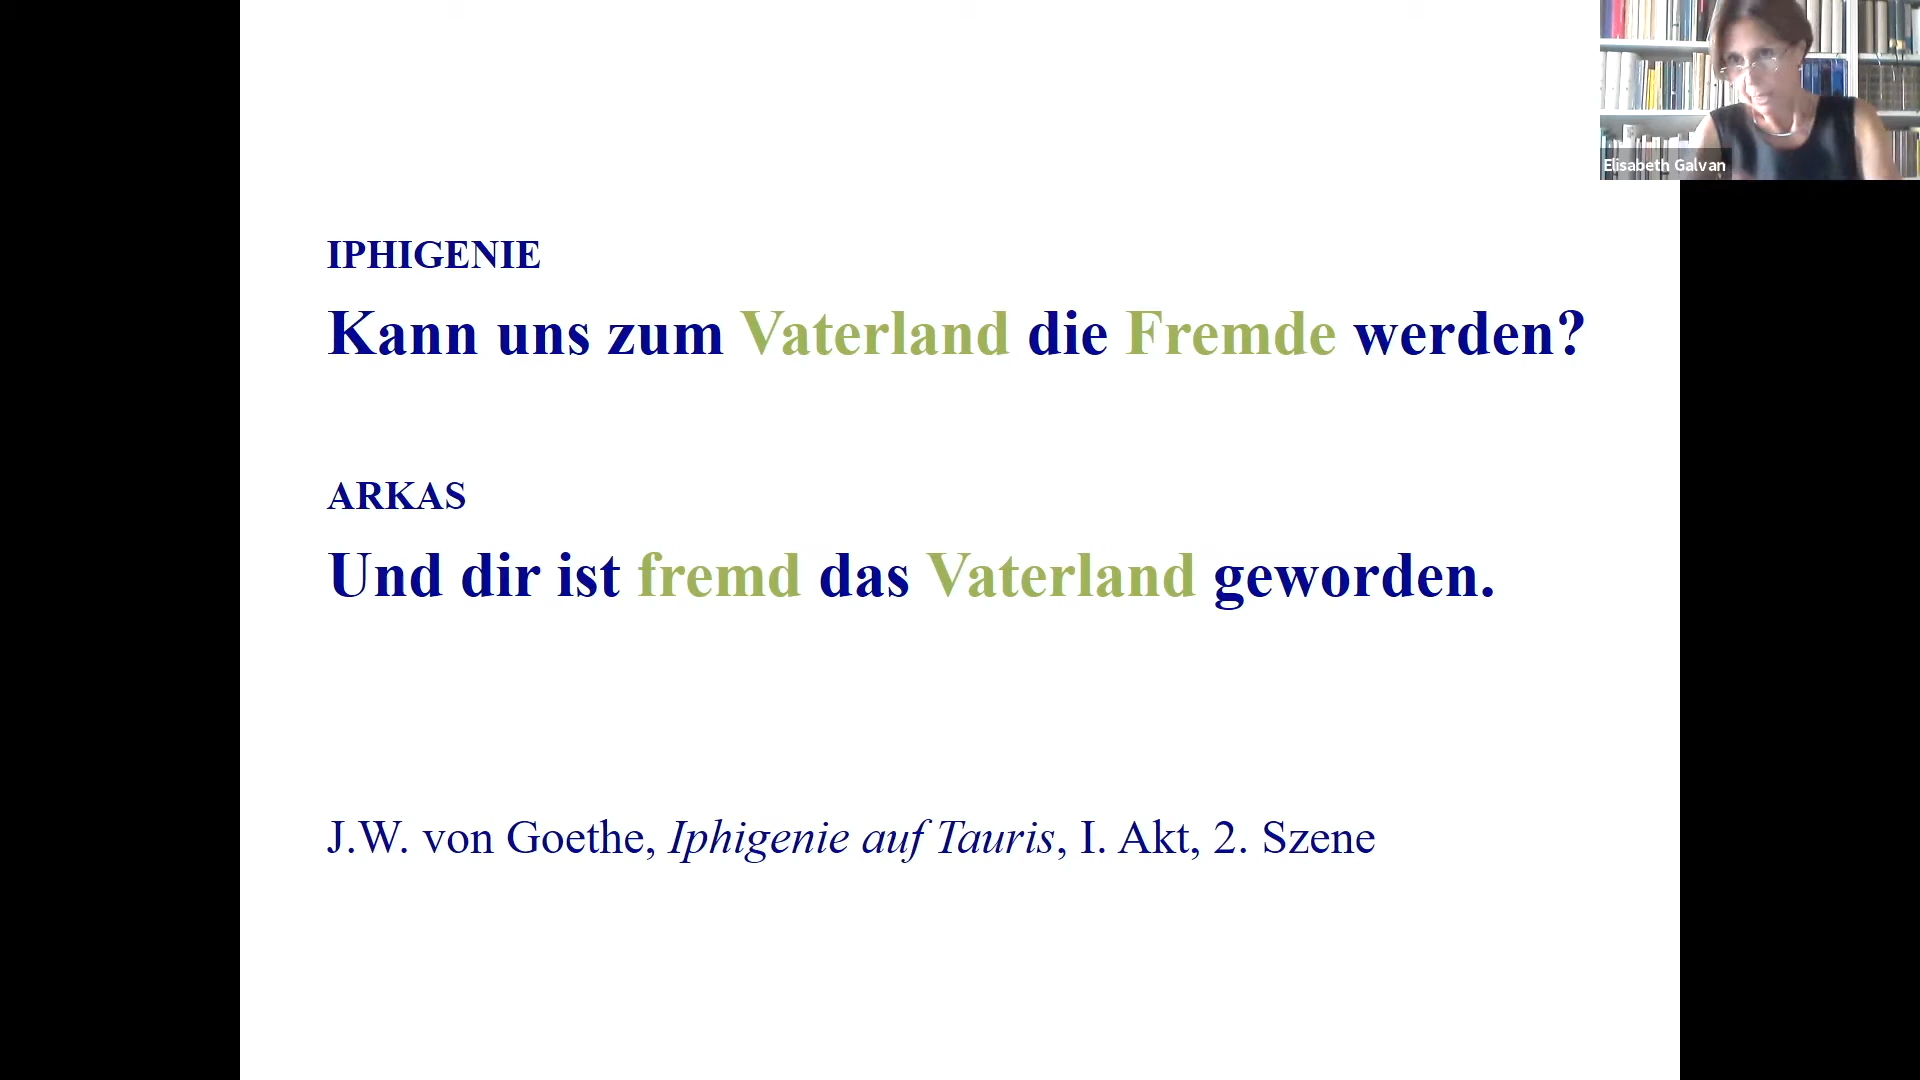 Elisabeth Galvan
IPHIGENIE
Kann uns zum Vaterland die Fremde werden?
ARKAS
Und dir ist fremd das Vaterland geworden.
J.W. von Goethe, Iphigenie auf Tauris, I. Akt, 2. Szene